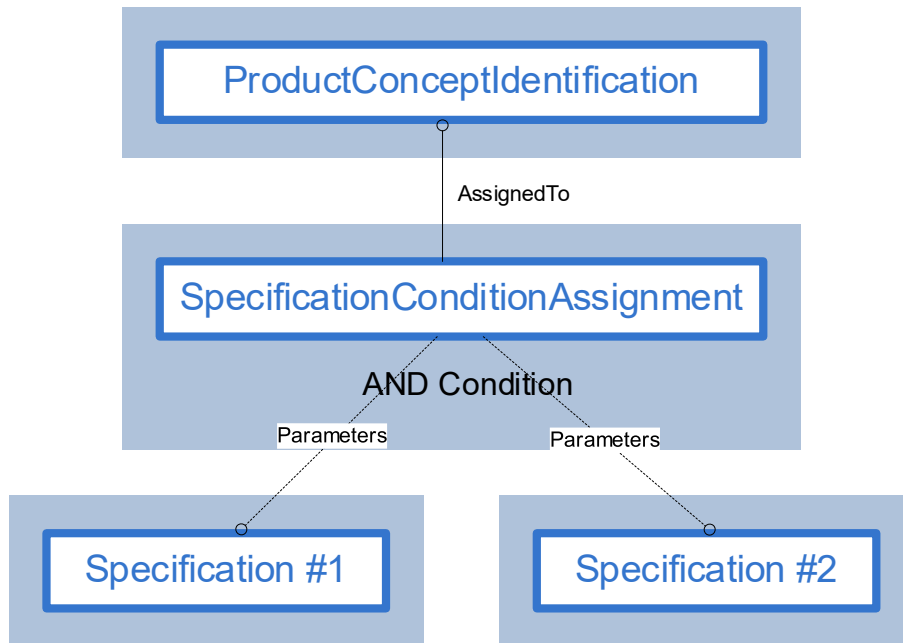 ProductConceptIdentification
AssignedTo
SpecificationConditionAssignment
AND Condition
Parameters
Parameters
Specification #1
Specification #2